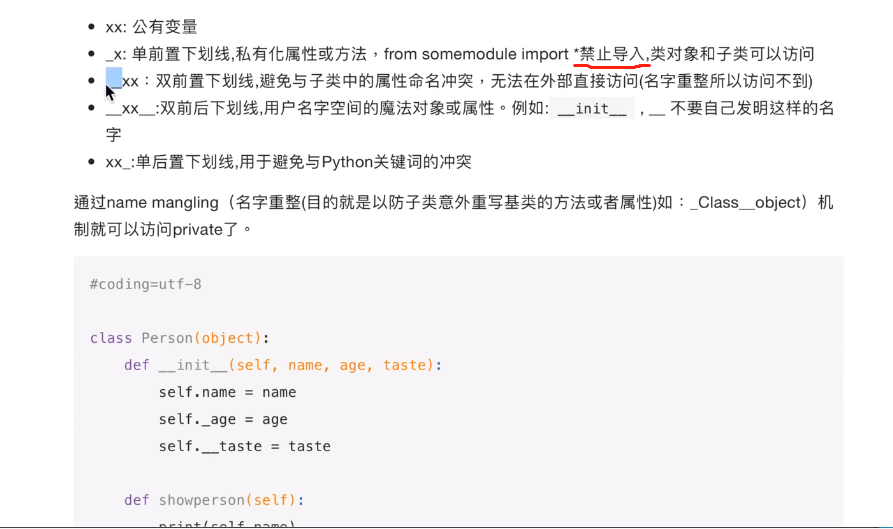 xx: 公有变量
_x: 单前置下划线,私有化属性或方法，from somemodule import *禁止导入,类对象和子类可以访问
__xx：双前置下划线,避免与子类中的属性命名冲突，无法在外部直接访问(名字重整所以访问不到)
__xx__:双前后下划线,用户名字空间的魔法对象或属性。例如: __init__ , __ 不要自己发明这样的名
字
xx_:单后置下划线,用于避免与Python关键词的冲突
通过name mangling（名字重整(目的就是以防子类意外重写基类的方法或者属性)如：_Class__object）机
制就可以访问private了。
#coding=utf-8
class Person(object):
def __init__(self, name, age, taste):
self.name = name
self._age = age
self.__taste = taste
def showperson(self):
print(self.name)